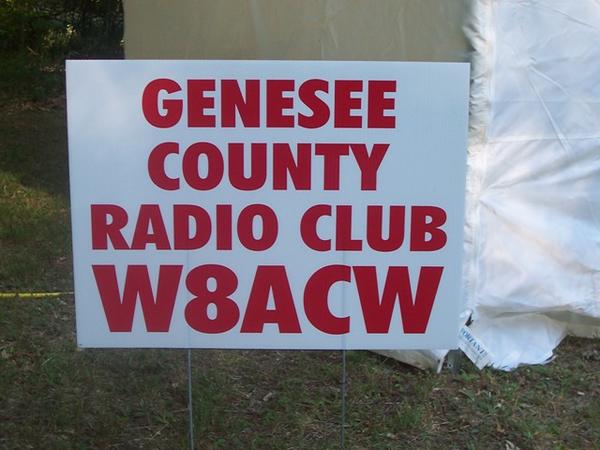 GENESEE
COUNTY
RADIO CLUB
W8ACW